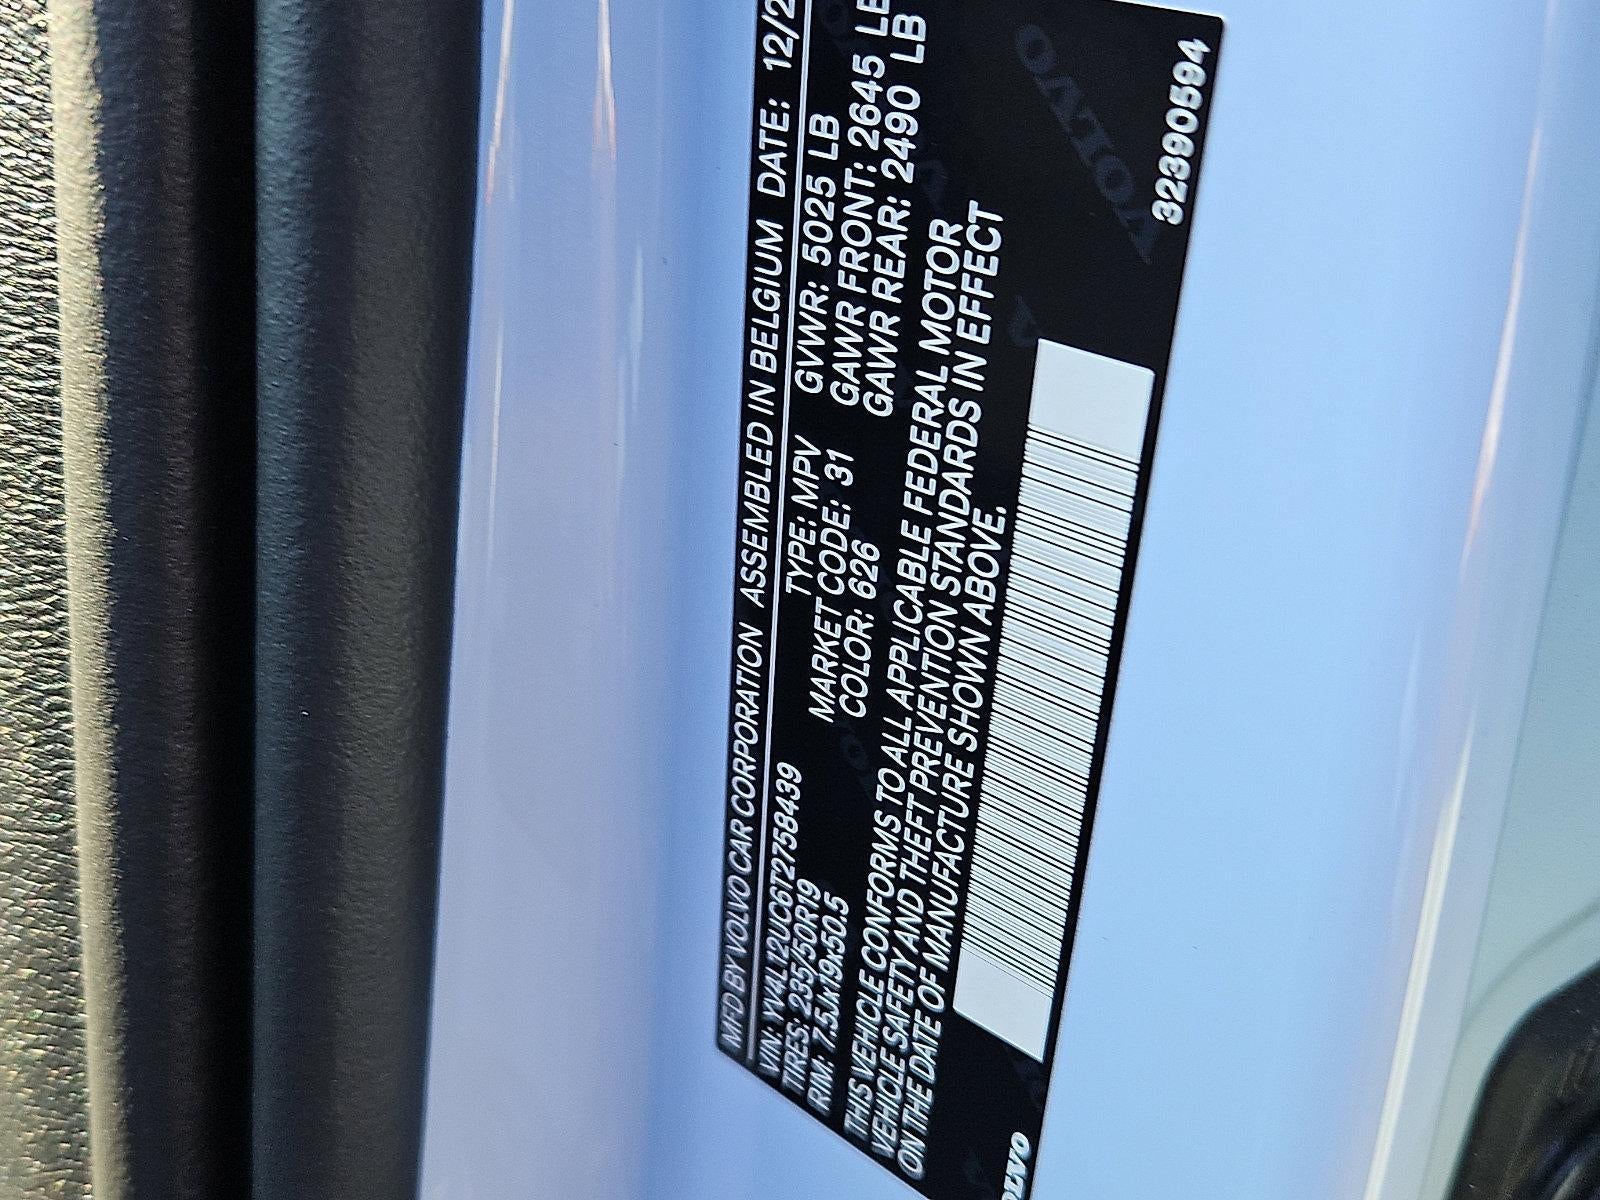 MFD BY VOLVO CAR CORPORATION ASSEMBLED IN BELGIUM DATE: 12/2
VIN: YV4L12UC6T2758439 TYPE: MPV GVWR: 5025 LB
TIRES: 235/50R19 MARKET CODE: 31 GAWR FRONT: 2645 LB
RIM: 7.5Jx19x50.5 COLOR: 626 GAWR REAR: 2490 LB
THIS VEHICLE CONFORMS TO ALL APPLICABLE FEDERAL MOTOR
VEHICLE SAFETY AND THEFT PREVENTION STANDARDS IN EFFECT
ON THE DATE OF MANUFACTURE SHOWN ABOVE.
VOLVO
32390594